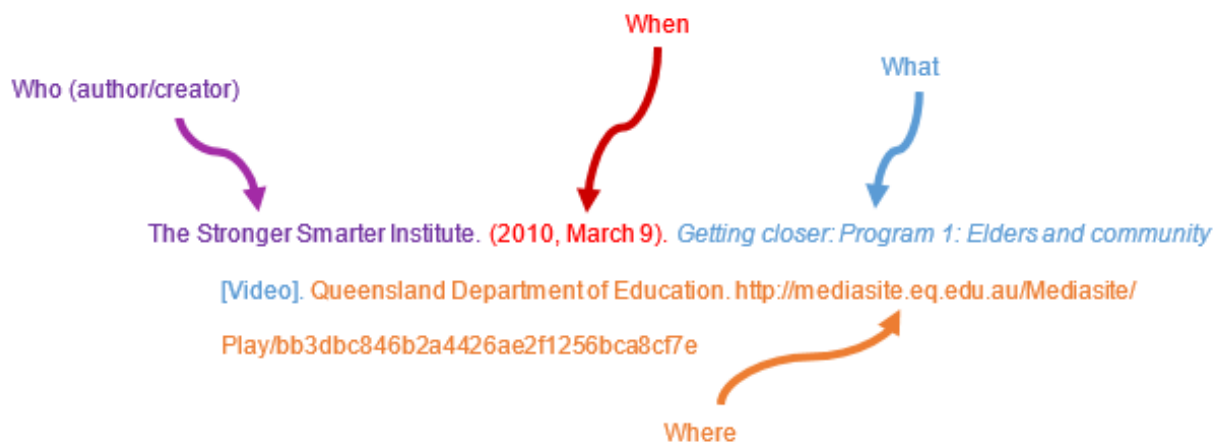 When
What
Who (author/creator)
The Stronger Smarter Institute. (2010, March 9). Getting closer: Program 1: Elders and community
[Video]. Queensland Department of Education. http://mediasite.eq.edu.au/Mediasite/
Play/bb3dbc846b2a4426ae2f1256bca8cf7e
Where